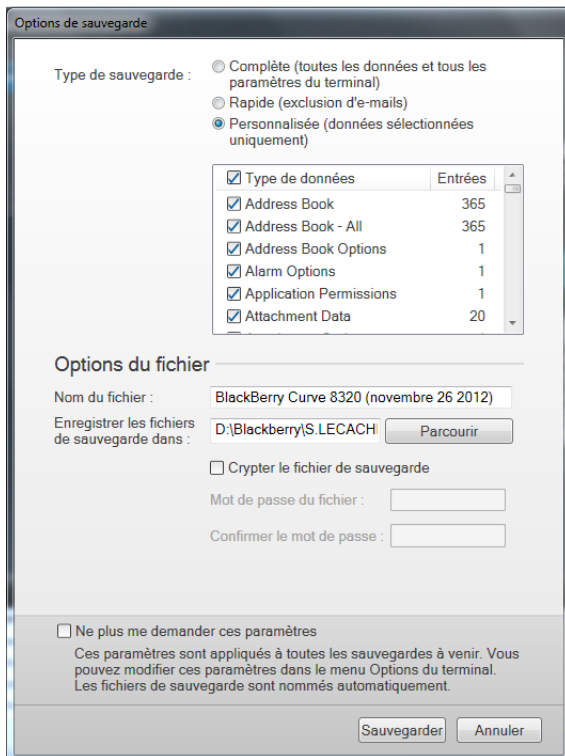 Options de sauvegarde
Type de sauvegarde :
Complète (toutes les données et tous les
paramètres du terminal)
Rapide (exclusion d'e-mails)
Personnalisée (données sélectionnées
uniquement)
Type de données Entrées
Address Book 365
Address Book - All 365
Address Book Options 1
Alarm Options 1
Application Permissions 1
Attachment Data 20
Options du fichier
Nom du fichier : BlackBerry Curve 8320 (novembre 26 2012)
Enregistrer les fichiers
de sauvegarde dans : D:\Blackberry\S.LECACH Parcourir
Crypter le fichier de sauvegarde
Mot de passe du fichier :
Confirmer le mot de passe :
Ne plus me demander ces paramètres
Ces paramètres sont appliqués à toutes les sauvegardes à venir. Vous
pouvez modifier ces paramètres dans le menu Options du terminal.
Les fichiers de sauvegarde sont nommés automatiquement.
Sauvegarder Annuler